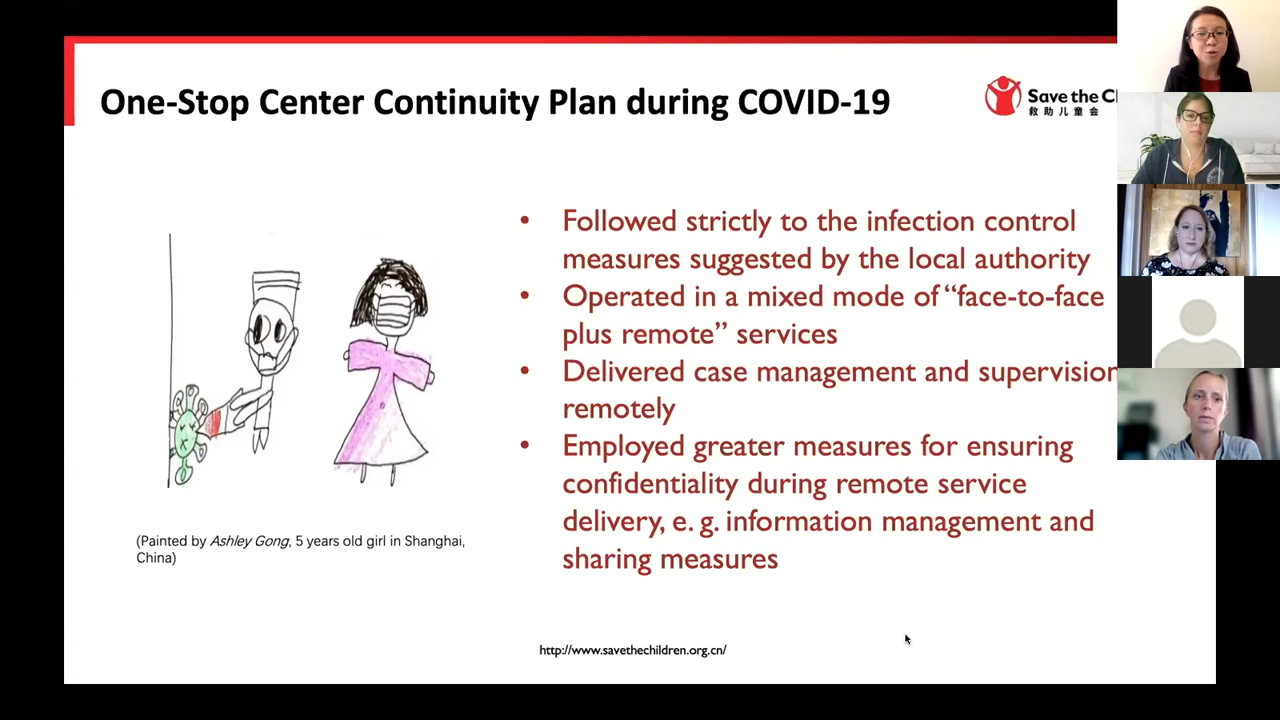 One-Stop Center Continuity Plan during COVID-19
Save the Cl
救助儿童会
• Followed strictly to the infection control
measures suggested by the local authority
• Operated in a mixed mode of “face-to-face
plus remote” services
• Delivered case management and supervision
remotely
• Employed greater measures for ensuring
confidentiality during remote service
delivery, e. g. information management and
sharing measures
(Painted by Ashley Gong, 5 years old girl in Shanghai,
China)
http://www.savethechildren.org.cn/